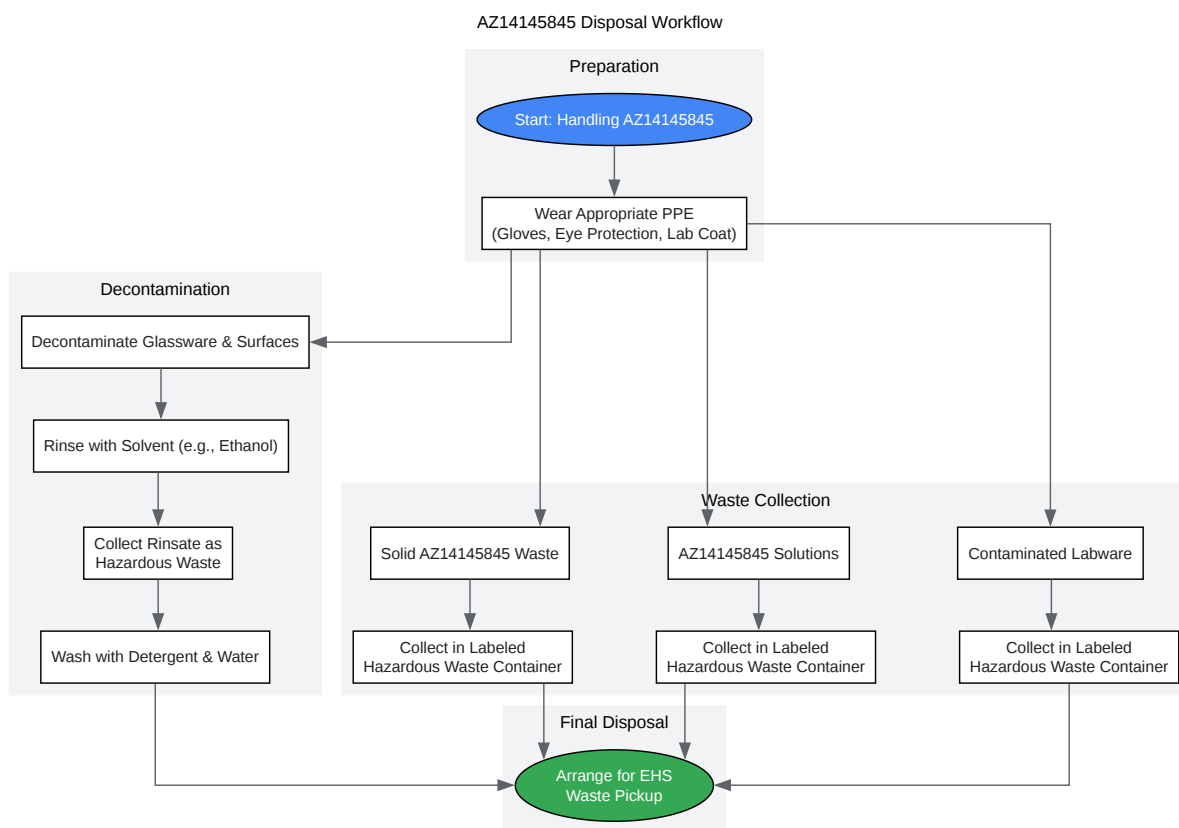 AZ14145845 Disposal Workflow
Preparation
Start: Handling AZ14145845
Wear Appropriate PPE
(Gloves, Eye Protection, Lab Coat)
Decontamination
Decontaminate Glassware & Surfaces
Rinse with Solvent (e.g., Ethanol)
Collect Rinsate as
Hazardous Waste
Wash with Detergent & Water
Waste Collection
Solid AZ14145845 Waste
AZ14145845 Solutions
Contaminated Labware
Collect in Labeled
Hazardous Waste Container
Collect in Labeled
Hazardous Waste Container
Collect in Labeled
Hazardous Waste Container
Final Disposal
Arrange for EHS
Waste Pickup